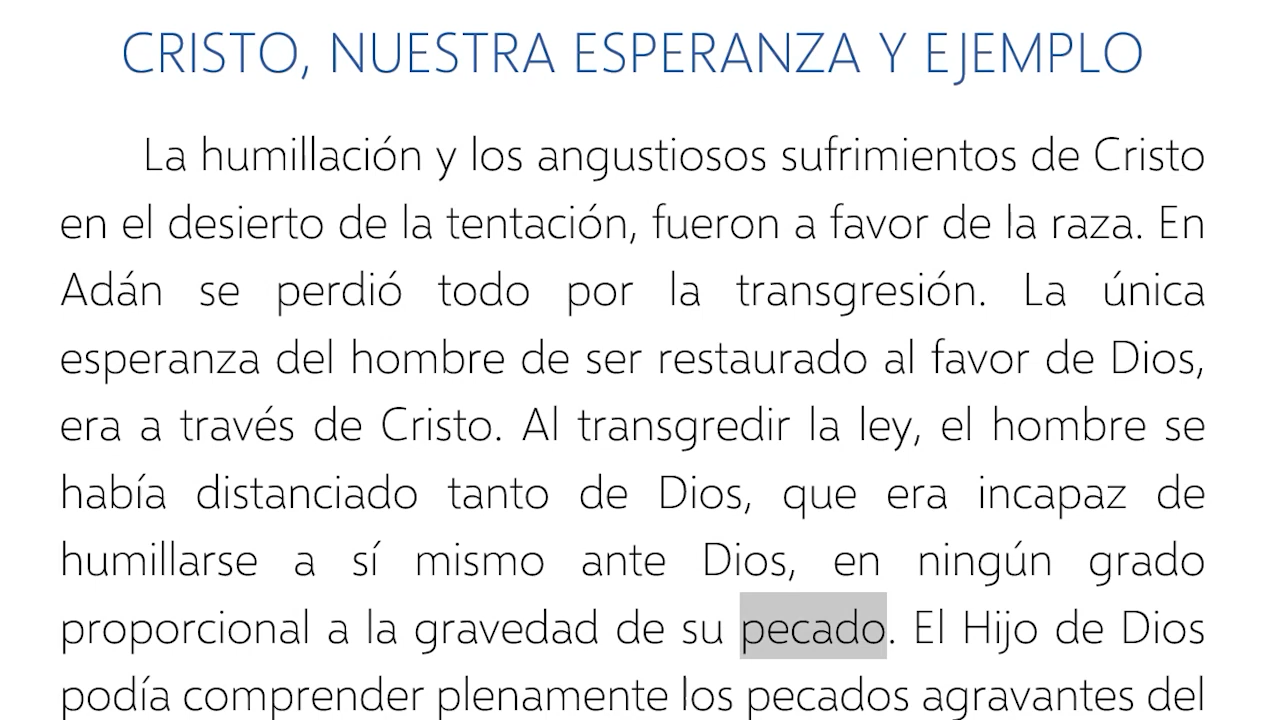 CRISTO, NUESTRA ESPERANZA Y EJEMPLO
La humillación y los angustiosos sufrimientos de Cristo
en el desierto de la tentación, fueron a favor de la raza. En
Adán se perdió todo por la transgresión. La única
esperanza del hombre de ser restaurado al favor de Dios,
era a través de Cristo. Al transgredir la ley, el hombre se
había distanciado tanto de Dios, que era incapaz de
humillarse a sí mismo ante Dios, en ningún grado
proporcional a la gravedad de su pecado. El Hijo de Dios
podía comprender plenamente los pecados agravantes del